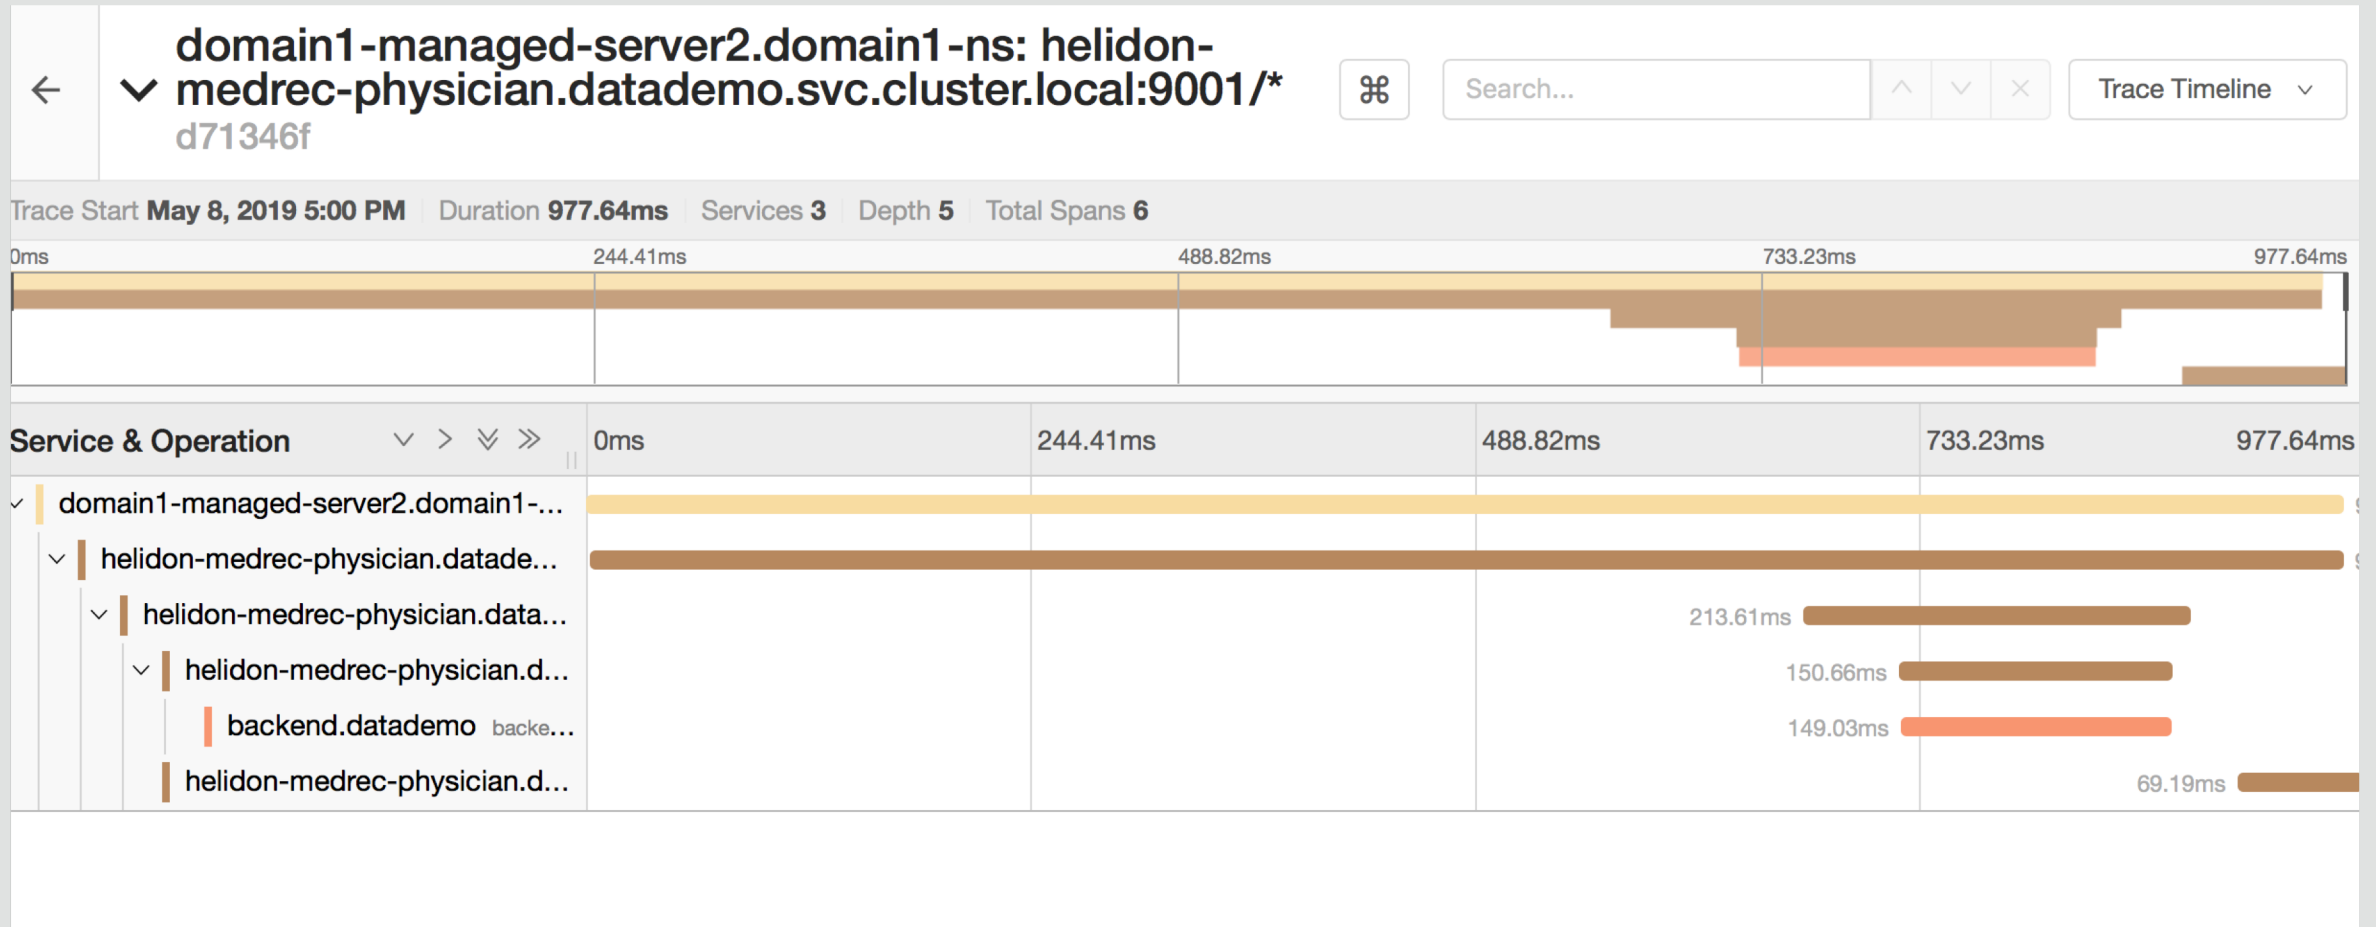 domain1-managed-server2.domain1-ns: helidon-
medrec-physician.datademo.svc.cluster.local:9001/*
d71346f
⌘
Search...
Trace Timeline
Trace Start May 8, 2019 5:00 PM Duration 977.64ms Services 3 Depth 5 Total Spans 6
0ms 244.41ms 488.82ms 733.23ms 977.64ms
Service & Operation 0ms 244.41ms 488.82ms 733.23ms 977.64ms
domain1-managed-server2.domain1-...
helidon-medrec-physician.datade...
helidon-medrec-physician.data... 213.61ms
helidon-medrec-physician.d... 150.66ms
backend.datademo backe... 149.03ms
helidon-medrec-physician.d... 69.19ms